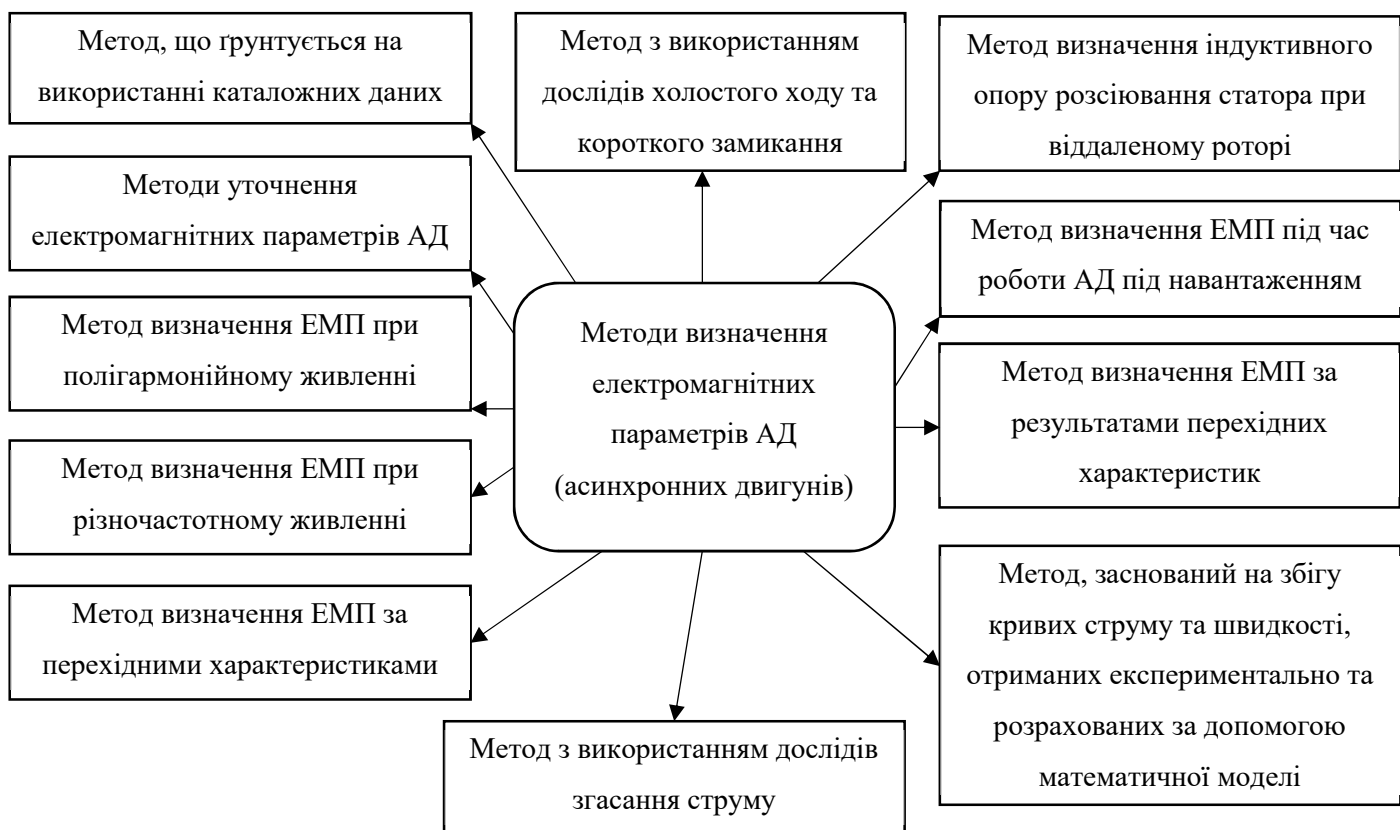 Метод, що ґрунтується на
використанні каталожних даних
Метод з використанням
дослідів холостого ходу та
короткого замикання
Метод визначення індуктивного
опору розсіювання статора при
віддаленому роторі
Методи уточнення
електромагнітних параметрів АД
Метод визначення ЕМП під час
роботи АД під навантаженням
Метод визначення ЕМП при
полігармонійному живленні
Методи визначення
електромагнітних
параметрів АД
(асинхронних двигунів)
Метод визначення ЕМП за
результатами перехідних
характеристик
Метод визначення ЕМП при
різночастотному живленні
Метод визначення ЕМП за
перехідними характеристиками
Метод, заснований на збігу
кривих струму та швидкості,
отриманих експериментально та
розрахованих за допомогою
математичної моделі
Метод з використанням дослідів
згасання струму